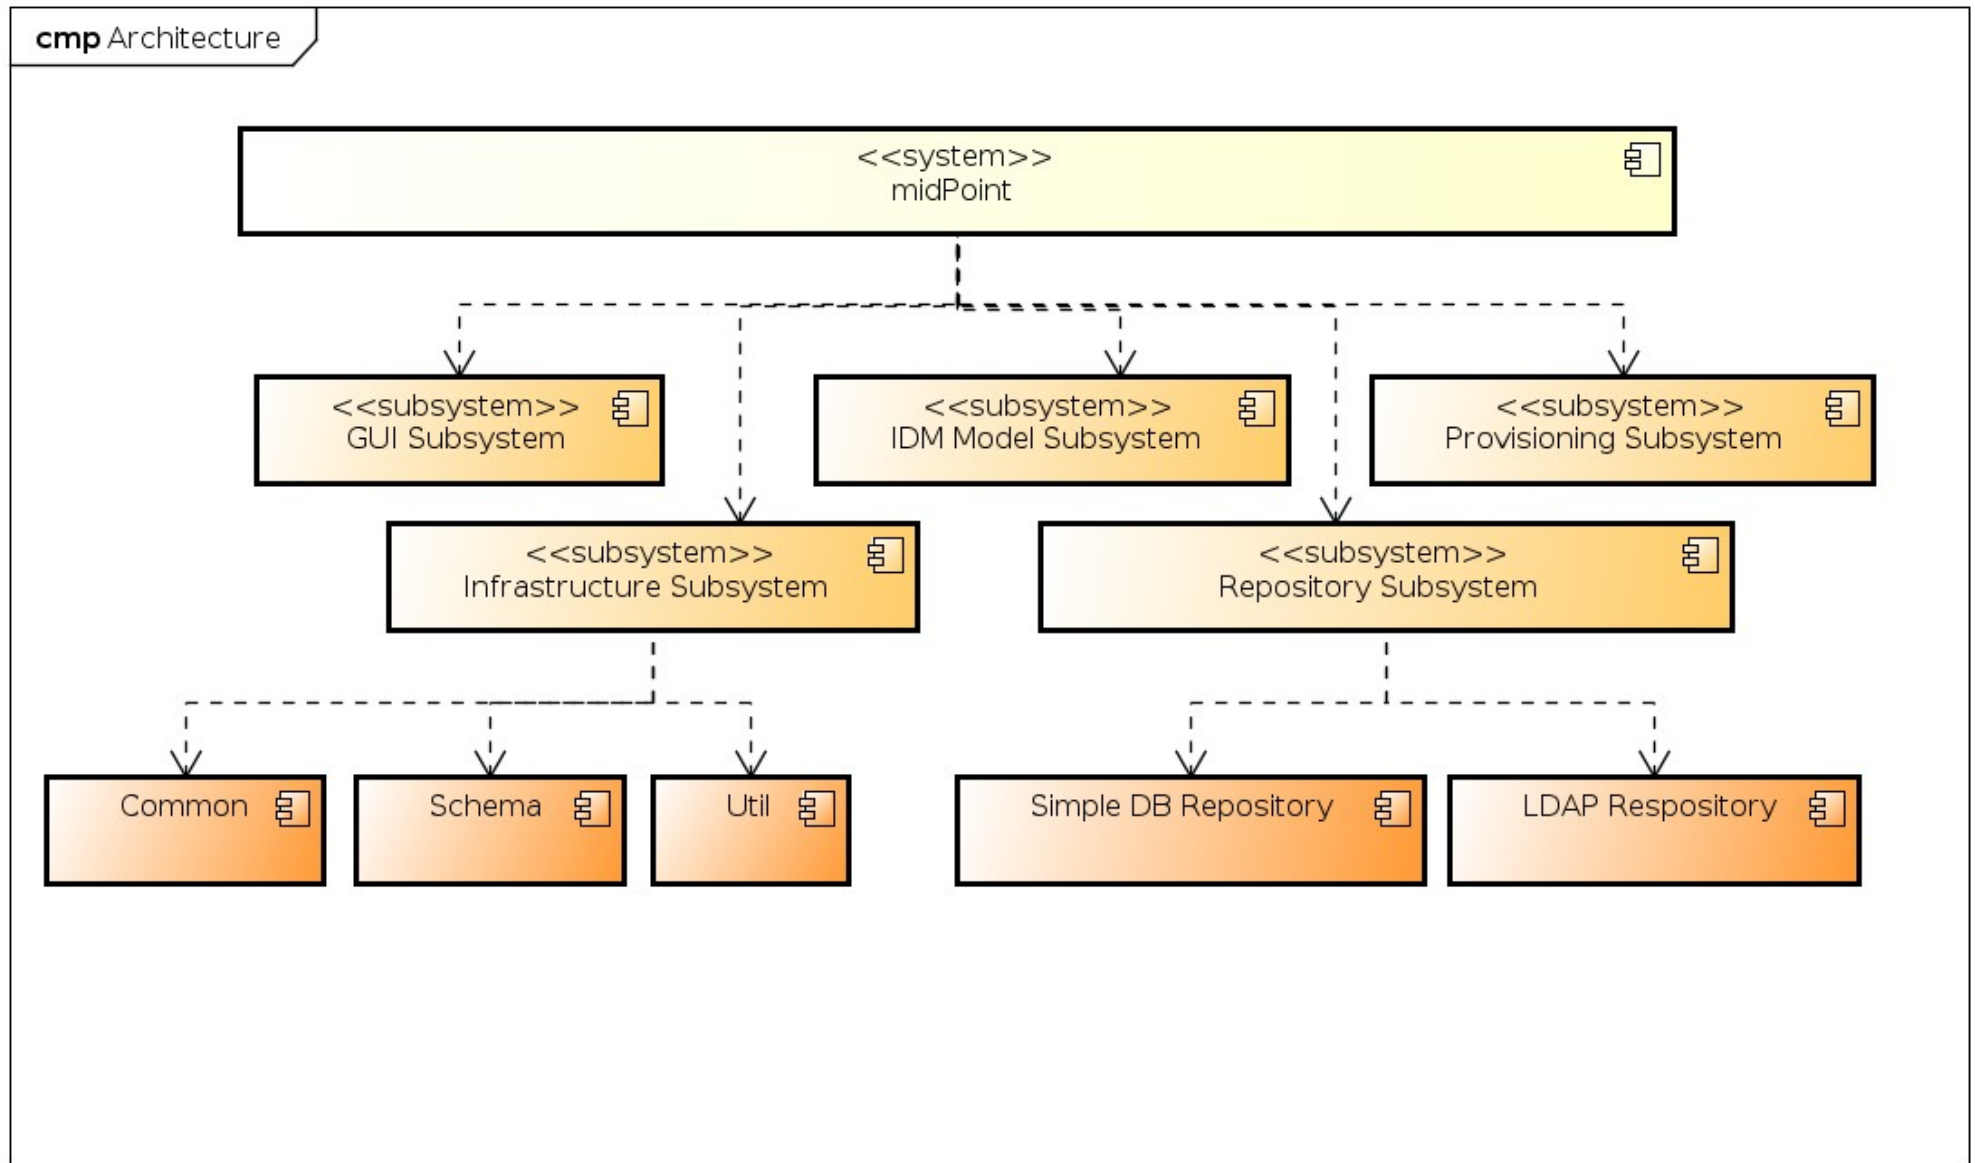 cmp Architecture
<<system>>
midPoint
<<subsystem>>
GUI Subsystem
<<subsystem>>
IDM Model Subsystem
<<subsystem>>
Provisioning Subsystem
<<subsystem>>
Infrastructure Subsystem
<<subsystem>>
Repository Subsystem
Common
Schema
Util
Simple DB Repository
LDAP Respository